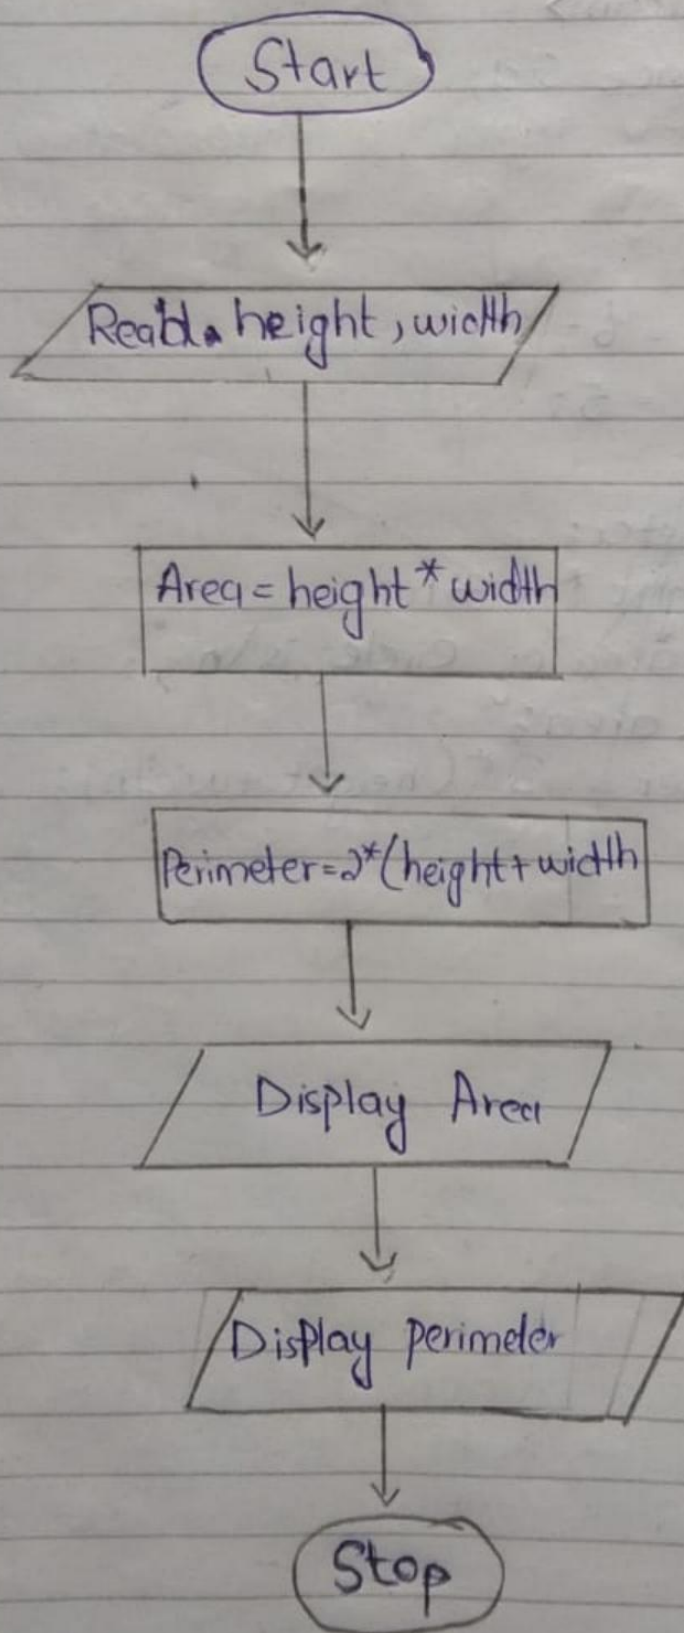 Start
Read. height, width
Area = height * width
Perimeter=2*(height+width
Display Area
Display perimeter
Stop